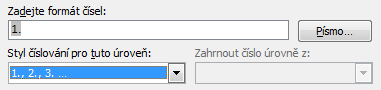 Zadejte formát čísel:
1.
Písmo...
Styl číslování pro tuto úroveň:
Zahrnout číslo úrovně z:
1., 2., 3. ...